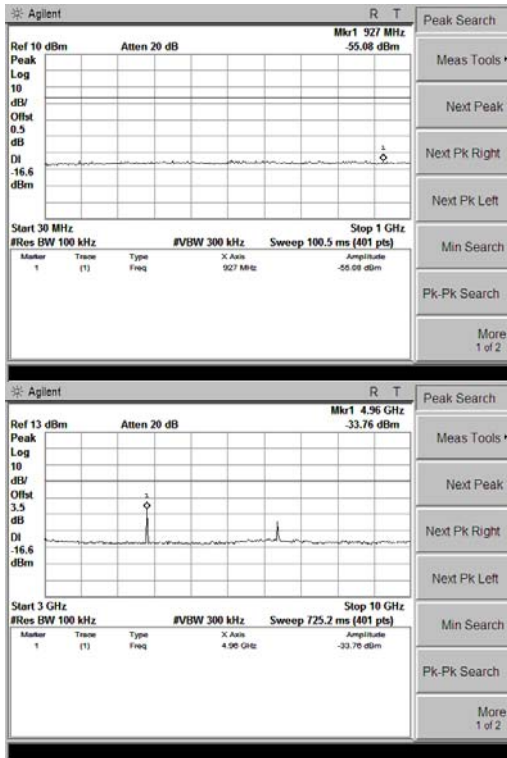 Agilent R T
Peak Search
Mkr1 927 MHz
Ref 10 dBm Atten 20 dB -55.08 dBm
Peak
Log
10
dB/
Offst
0.5
dB
DI
-16.6
dBm
1
Start 30 MHz Stop 1 GHz
#Res BW 100 kHz #VBW 300 kHz Sweep 100.5 ms (401 pts)
Marker Trace Type X Axis Amplitude
1 (1) Freq 927 MHz -55.08 dBm
Meas Tools
Next Peak
Next Pk Right
Next Pk Left
Min Search
Pk-Pk Search
More
1 of 2
Agilent R T
Peak Search
Mkr1 4.96 GHz
Ref 13 dBm Atten 20 dB -33.76 dBm
Peak
Log
10
dB/
Offst
3.5
dB
DI
-16.6
dBm
1
Start 3 GHz Stop 10 GHz
#Res BW 100 kHz #VBW 300 kHz Sweep 725.2 ms (401 pts)
Marker Trace Type X Axis Amplitude
1 (1) Freq 4.96 GHz -33.76 dBm
Meas Tools
Next Peak
Next Pk Right
Next Pk Left
Min Search
Pk-Pk Search
More
1 of 2